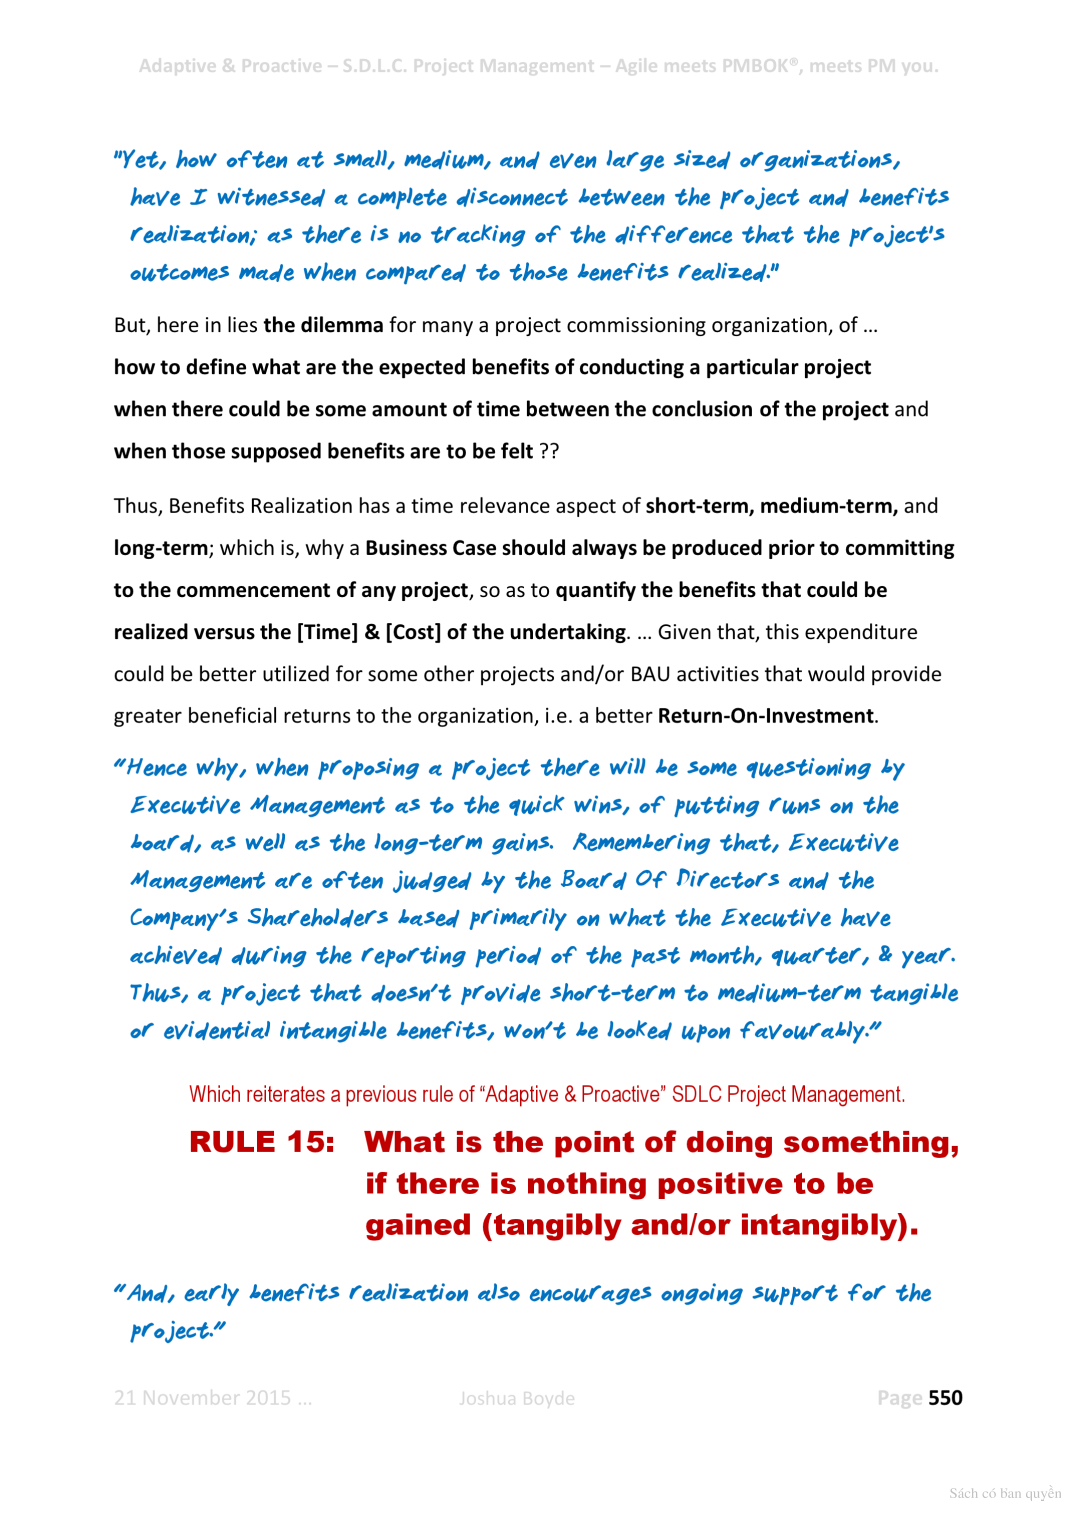 Adaptive & Proactive – S.D.L.C. Project Management – Agile meets PMBOK®, meets PM you.
"Yet, how often at small, medium, and even large sized organizations,
have I witnessed a complete disconnect between the project and benefits
realization; as there is no tracking of the difference that the project's
outcomes made when compared to those benefits realized."
But, here in lies the dilemma for many a project commissioning organization, of ...
how to define what are the expected benefits of conducting a particular project
when there could be some amount of time between the conclusion of the project and
when those supposed benefits are to be felt ??
Thus, Benefits Realization has a time relevance aspect of short-term, medium-term, and
long-term; which is, why a Business Case should always be produced prior to committing
to the commencement of any project, so as to quantify the benefits that could be
realized versus the [Time] & [Cost] of the undertaking. ... Given that, this expenditure
could be better utilized for some other projects and/or BAU activities that would provide
greater beneficial returns to the organization, i.e. a better Return-On-Investment.
“Hence why, when proposing a project there will be some questioning by
Executive Management as to the quick wins, of putting runs on the
board, as well as the long-term gains.  Remembering that, Executive
Management are often judged by the Board Of Directors and the
Company’s Shareholders based primarily on what the Executive have
achieved during the reporting period of the past month, quarter, & year.
Thus, a project that doesn’t provide short-term to medium-term tangible
or evidential intangible benefits, won’t be looked upon favourably.”
Which reiterates a previous rule of “Adaptive & Proactive” SDLC Project Management.
RULE 15: What is the point of doing something,
if there is nothing positive to be
gained (tangibly and/or intangibly).
“And, early benefits realization also encourages ongoing support for the
project.”
21 November 2015 ... Joshua Boyde Page 550
Sách có bản quyền